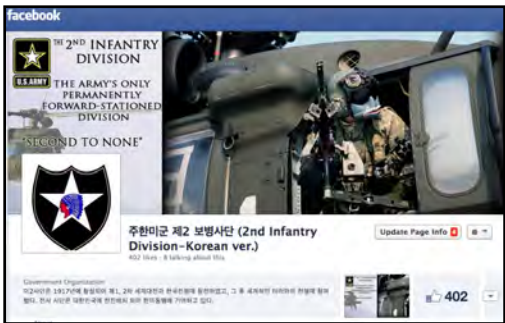 facebook
THE 2ND INFANTRY
DIVISION
U.S.ARMY
THE ARMY'S ONLY
PERMANENTLY
FORWARD-STATIONED
DIVISION
"SECOND TO NONE"
주한미군 제2 보병사단 (2nd Infantry
Division-Korean ver.)
402 likes · 8 talking about this
Update Page Info 4
Government Organization
402